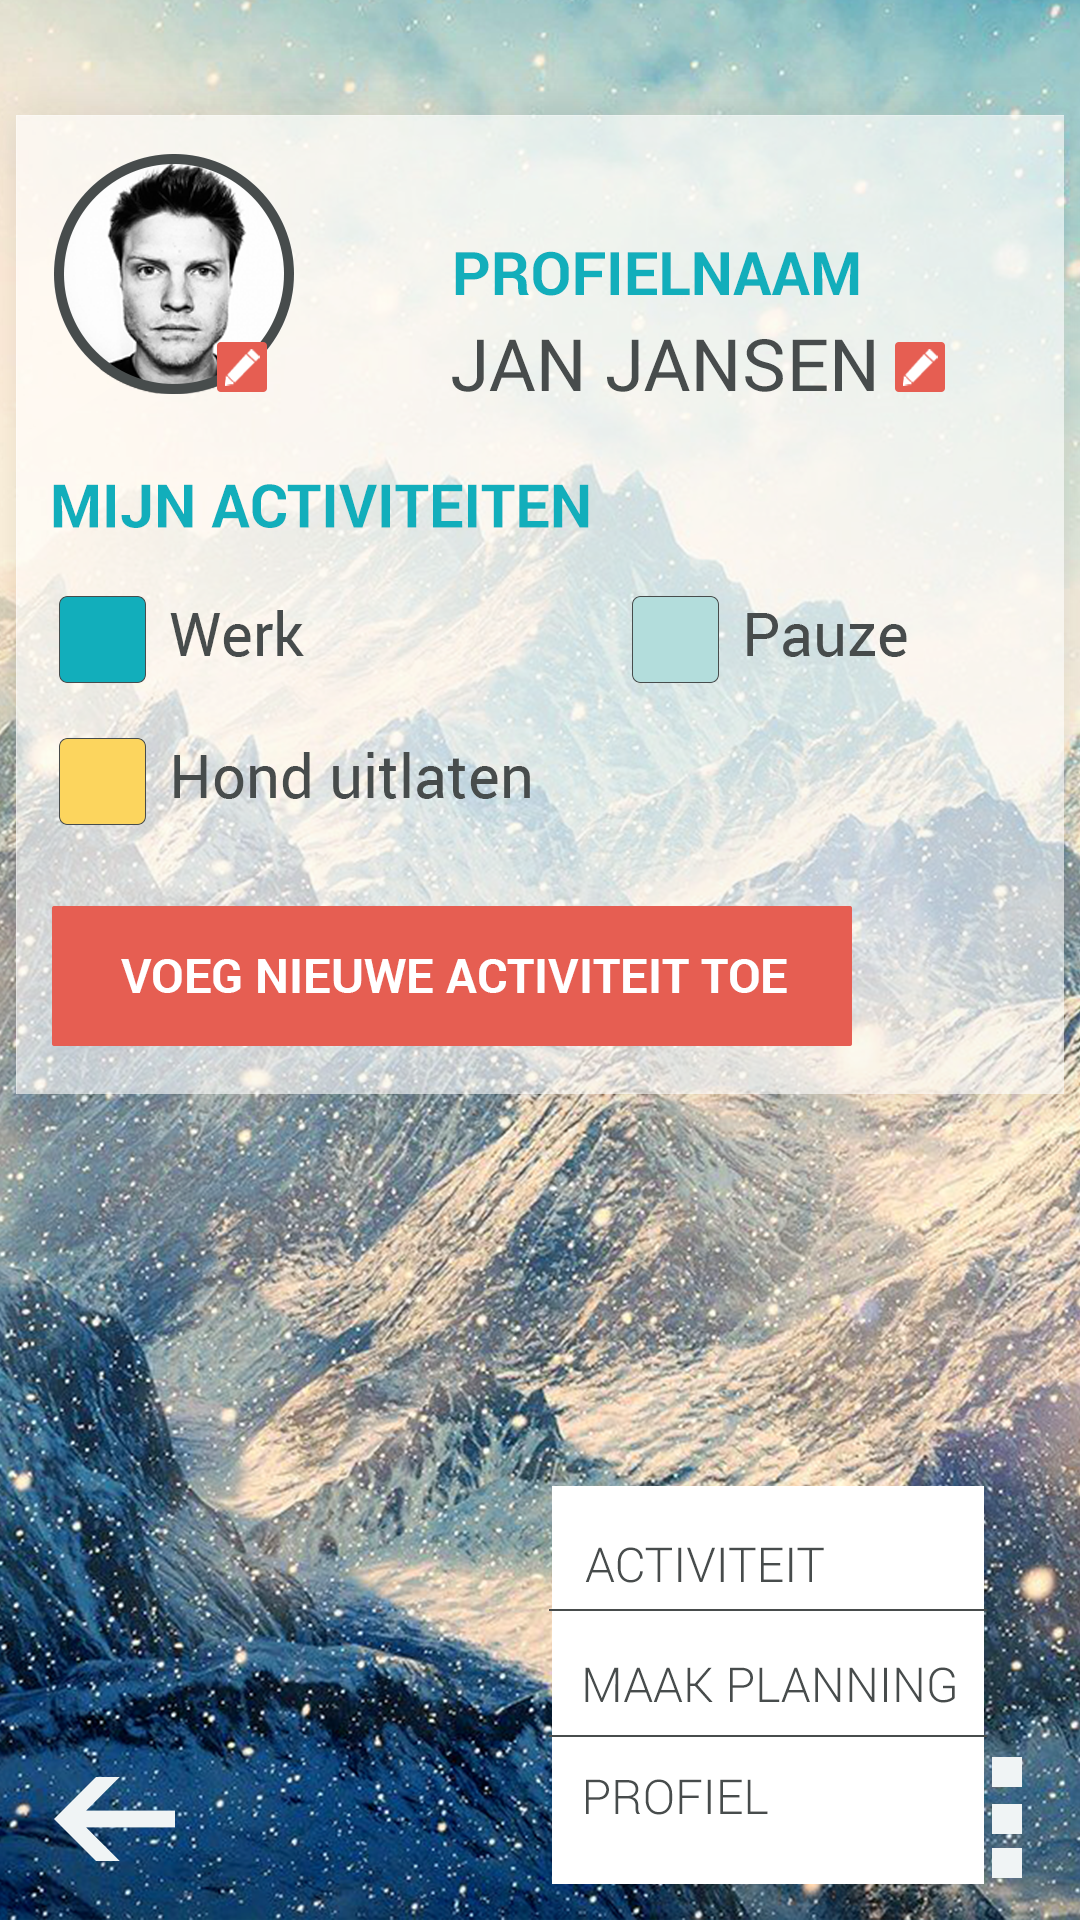 PROFIELNAAM
JAN JANSEN
MIJN ACTIVITEITEN
Werk
Pauze
Hond uitlaten
VOEG NIEUWE ACTIVITEIT TOE
ACTIVITEIT
MAAK PLANNING
PROFIEL